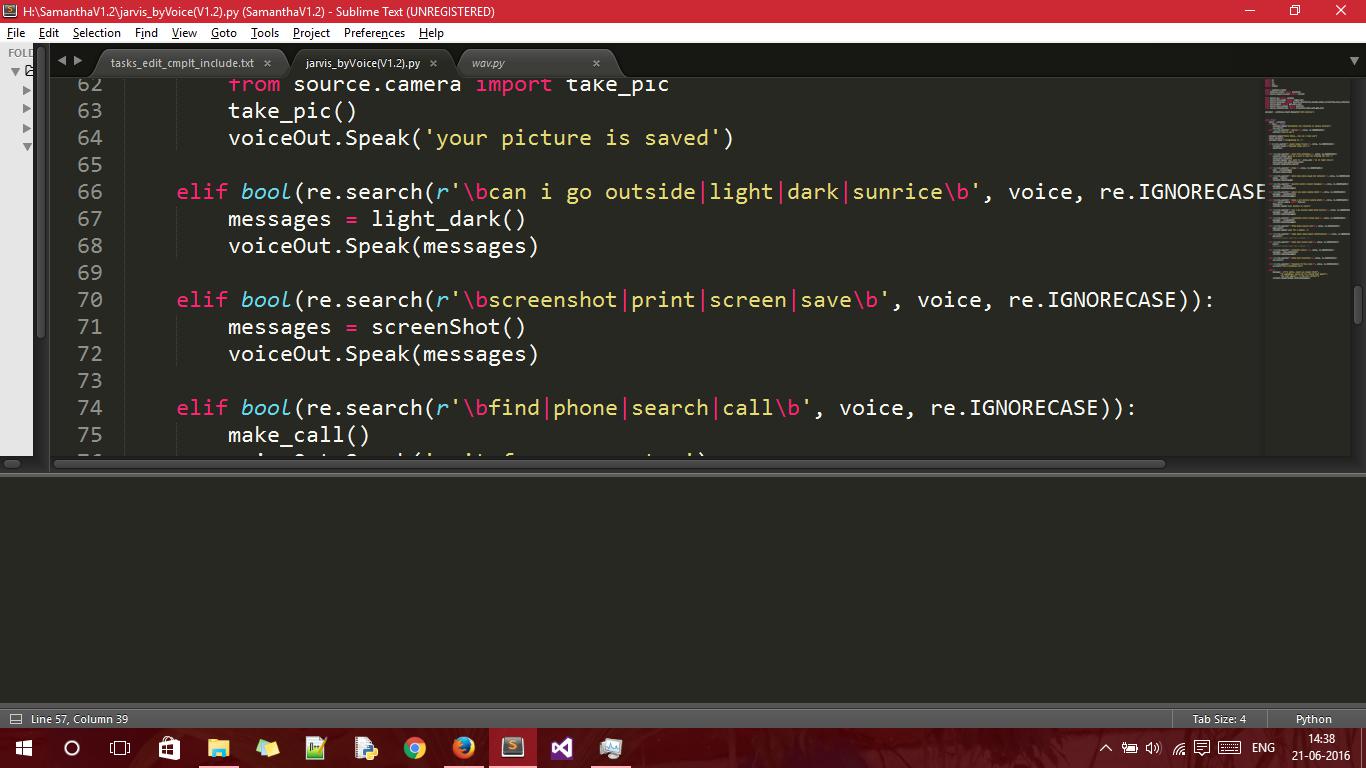 H:\SamanthaV1.2\jarvis_byVoice(V1.2).py (SamanthaV1.2) - Sublime Text (UNREGISTERED)
File Edit Selection Find View Goto Tools Project Preferences Help
FOLD
tasks_edit_cmplt_include.txt × jarvis_byVoice(V1.2).py × wav.py ×
62 from source.camera import take_pic
63 take_pic()
64 voiceOut.Speak('your picture is saved')
65
66 elif bool(re.search(r'\bcan i go outside|light|dark|sunrice\b', voice, re.IGNORECASE
67 messages = light_dark()
68 voiceOut.Speak(messages)
69
70 elif bool(re.search(r'\bscreenshot|print|screen|save\b', voice, re.IGNORECASE)):
71 messages = screenShot()
72 voiceOut.Speak(messages)
73
74 elif bool(re.search(r'\bfind|phone|search|call\b', voice, re.IGNORECASE)):
75 make_call()
Line 57, Column 39 Tab Size: 4 Python
ENG
14:38
21-06-2016